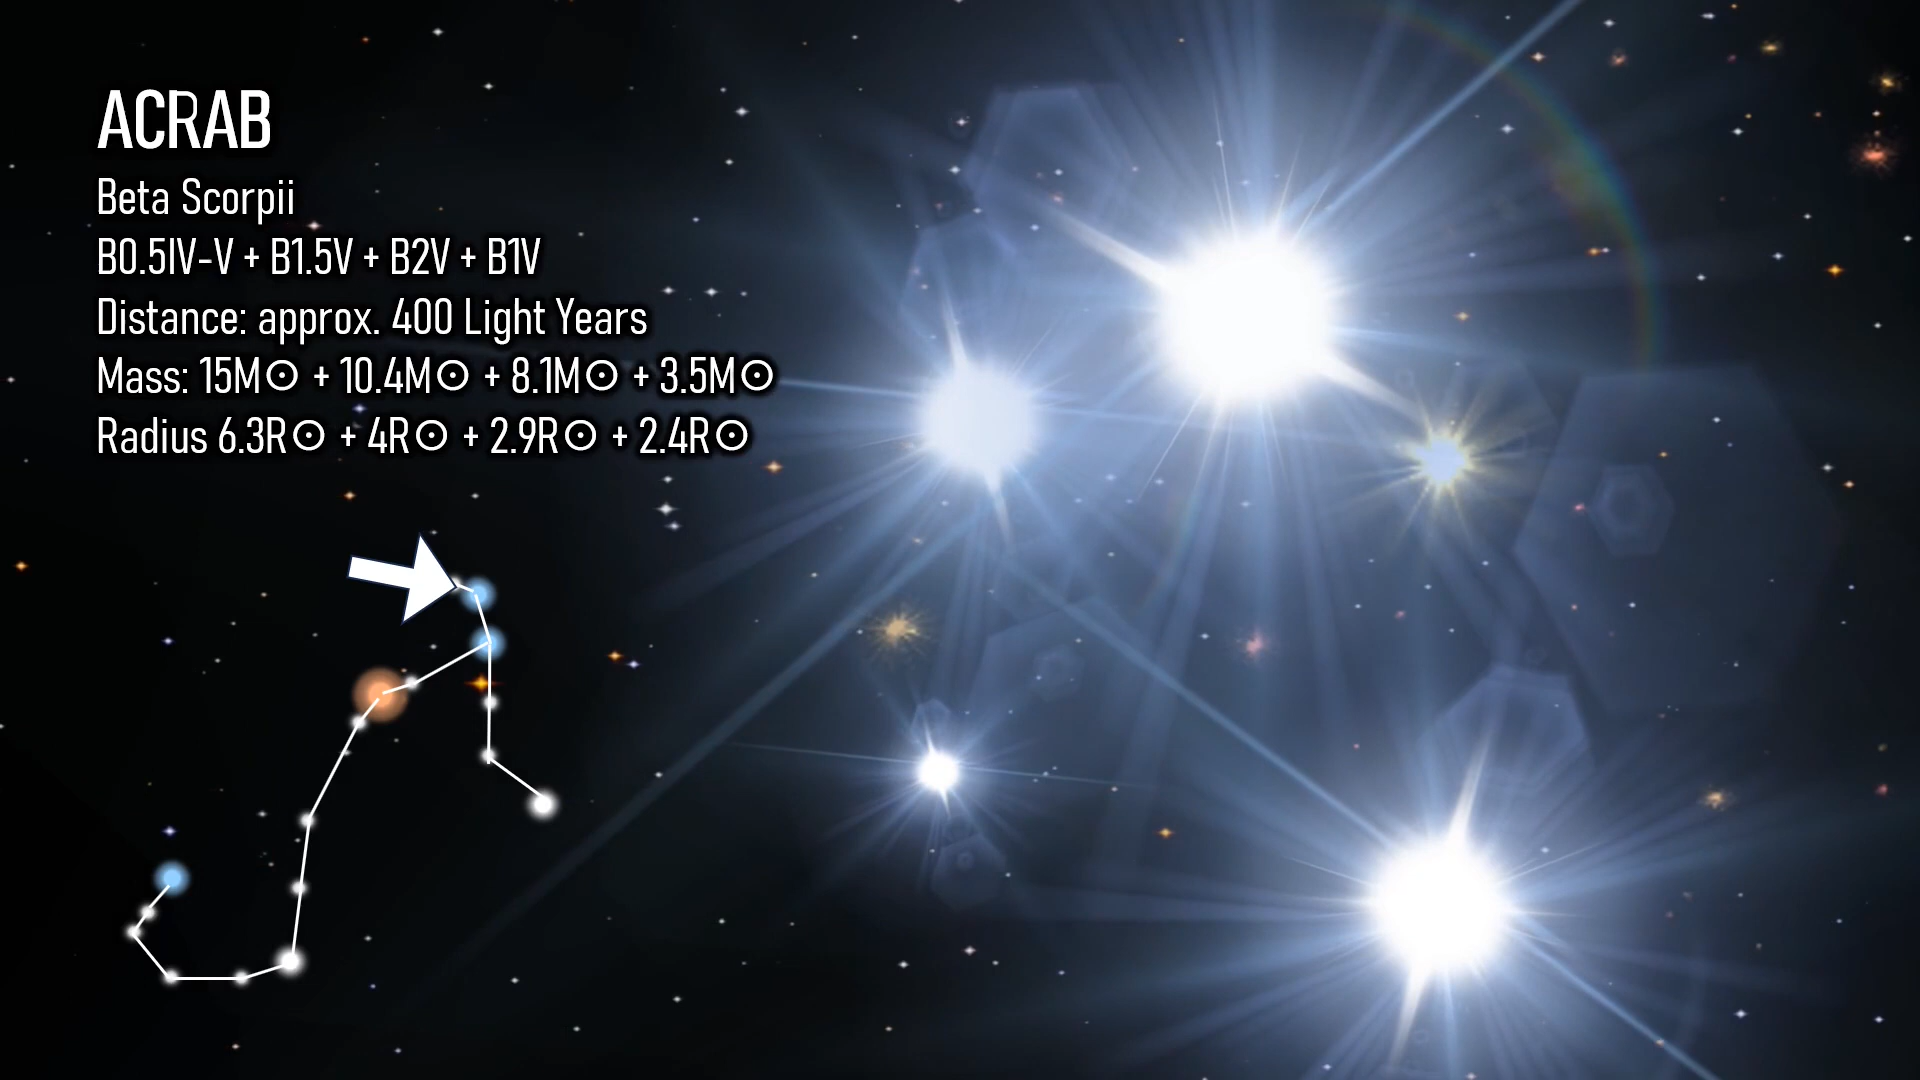 ACRAB
Beta Scorpii
B0.5IV-V + B1.5V + B2V + B1V
Distance: approx. 400 Light Years
Mass: 15M☉ + 10.4M☉ + 8.1M☉ + 3.5M☉
Radius 6.3R☉ + 4R☉ + 2.9R☉ + 2.4R☉